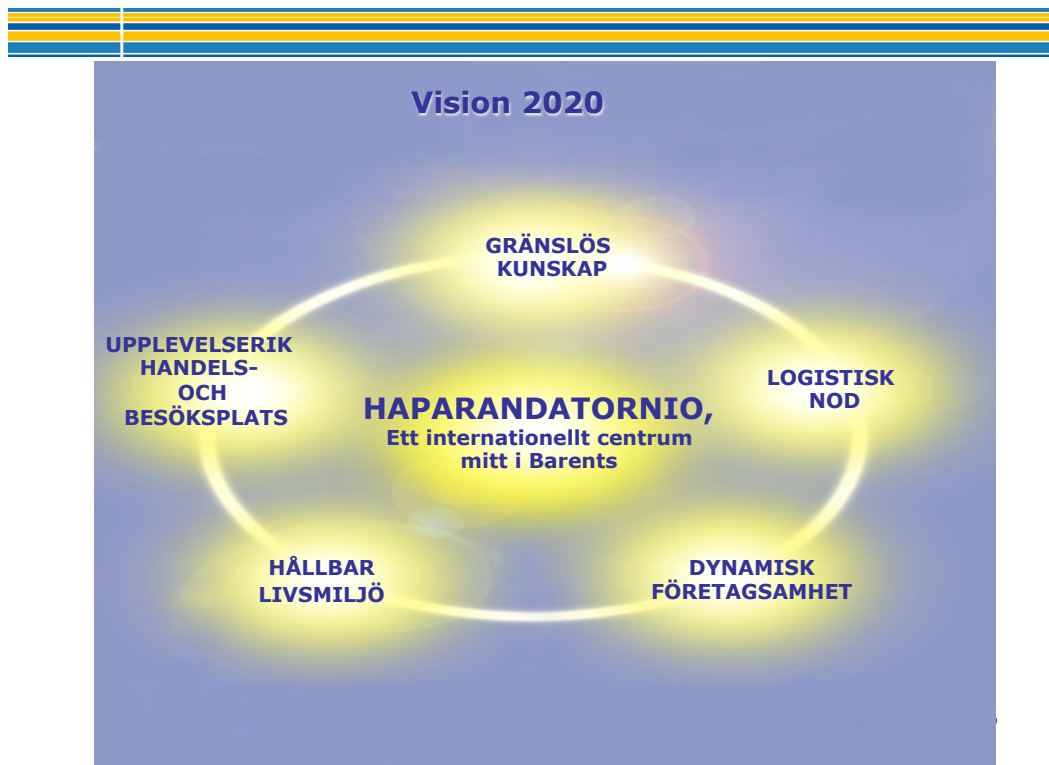 Vision 2020
GRÄNSLÖS
KUNSKAP
UPPLEVELSERIK
HANDELS-
OCH
BESÖKSPLATS
LOGISTISK
NOD
HAPARANDATORNIO,
Ett internationellt centrum
mitt i Barents
HÅLLBAR
LIVSMILJÖ
DYNAMISK
FÖRETAGSAMHET